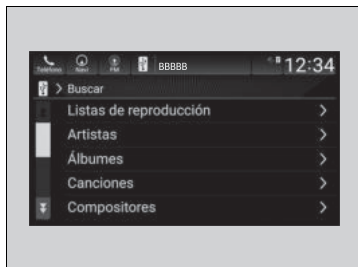 Teléfono Navi FM BBBBB 12:34
> Buscar
Listas de reproducción >
Artistas >
Álbumes >
Canciones >
Compositores >